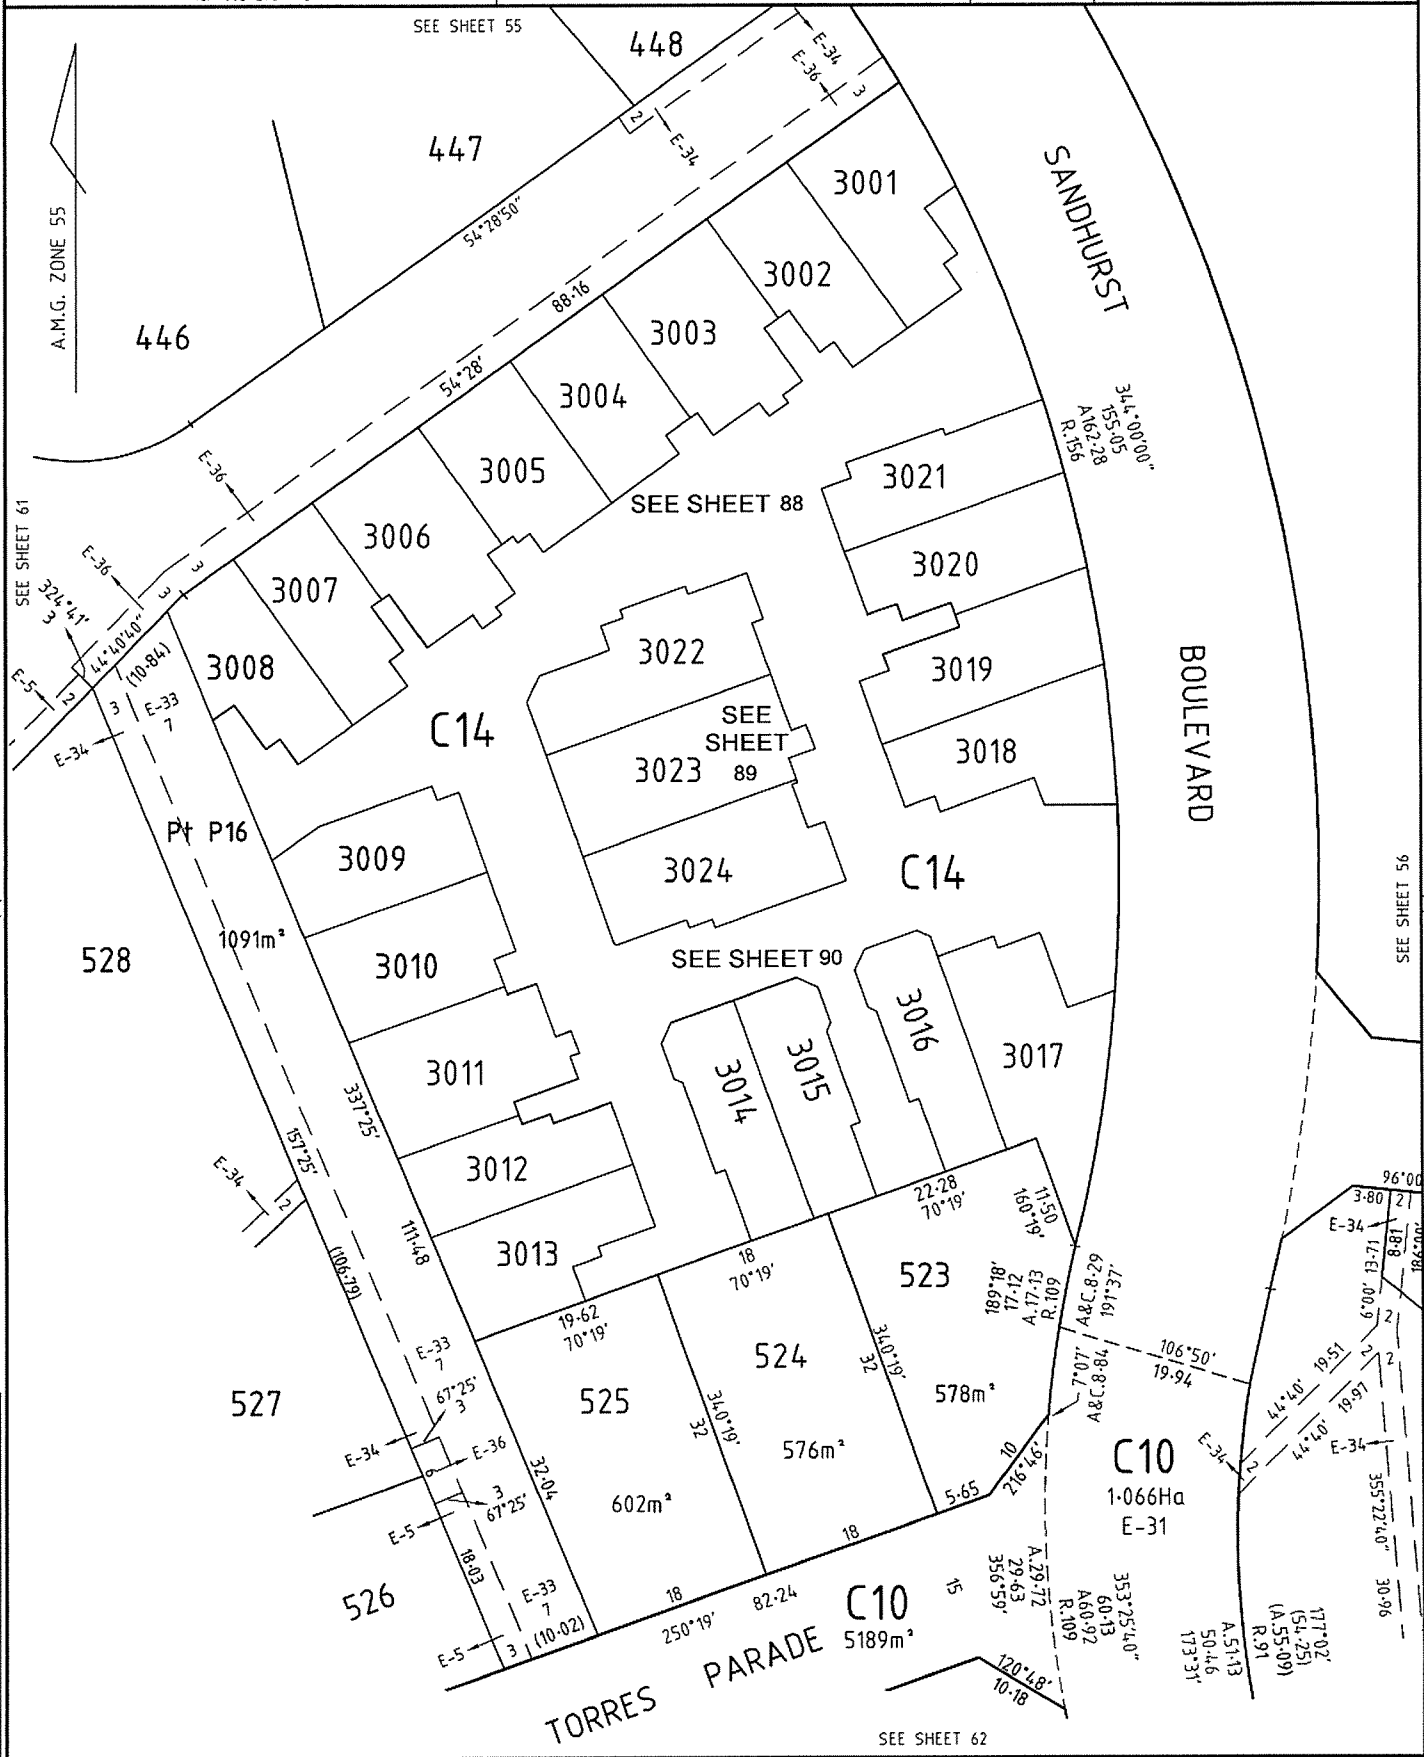 SEE SHEET 55
448
E-34
E-36
3
2
E-34
447
3001
SANDHURST
A.M.G. ZONE 55
54°28'50"
3002
88·16
446
3003
54°28'
3004
344°00'00"
155·05
A162·28
R.156
E-36
3005
3021
SEE SHEET 88
SEE SHEET 61
3006
3020
E-36
3
3
3007
324°41'
3
44°40'40"
(10·84)
3022
3019
BOULEVARD
3008
E-5
2
3
E-33
7
E-34
C14
SEE
SHEET
89
3023
3018
Pt P16
3009
3024
C14
SEE SHEET 56
1091m²
528
3010
SEE SHEET 90
3016
3011
3014
3015
3017
337°25'
157°25'
E-34
2
3012
22·28
70°19'
11·50
160°19'
96°00
3·80
2
E-34
8·81
13·71
186°00'
111·48
3013
18
70°19'
523
(106·79)
189°18'
17·12
A.17·13
R.109
A&C.8·29
191°37'
6°00'
2
19·62
70°19'
E-33
7
524
340°19'
32
106°50'
19·94
44°40' 19·51
2
2
44°40' 19·97
7°07'
A&C.8·84
527
67°25'
3
525
578m²
340°19'
32
576m²
E-34
E-36
6
3
67°25'
E-5
32·04
602m²
10
216°46'
5·65
C10
1·066Ha
E-31
E-34
2
E-34
355°22'40"
30·96
18·03
18
526
E-33
7
(10·02)
3
E-5
18
82·24
250°19'
C10
5189m²
15
A.29·72
29·63
356°59'
353°25'40"
60·13
A60·92
R.109
177°02'
(54·25)
(A.55·09)
R.91
A.51·13
50·46
173°31'
TORRES PARADE
120°48'
10·18
SEE SHEET 62